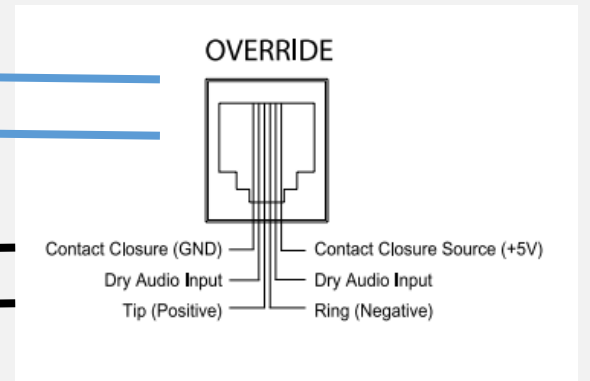 OVERRIDE
Contact Closure (GND)
Contact Closure Source (+5V)
Dry Audio Input
Dry Audio Input
Tip (Positive)
Ring (Negative)